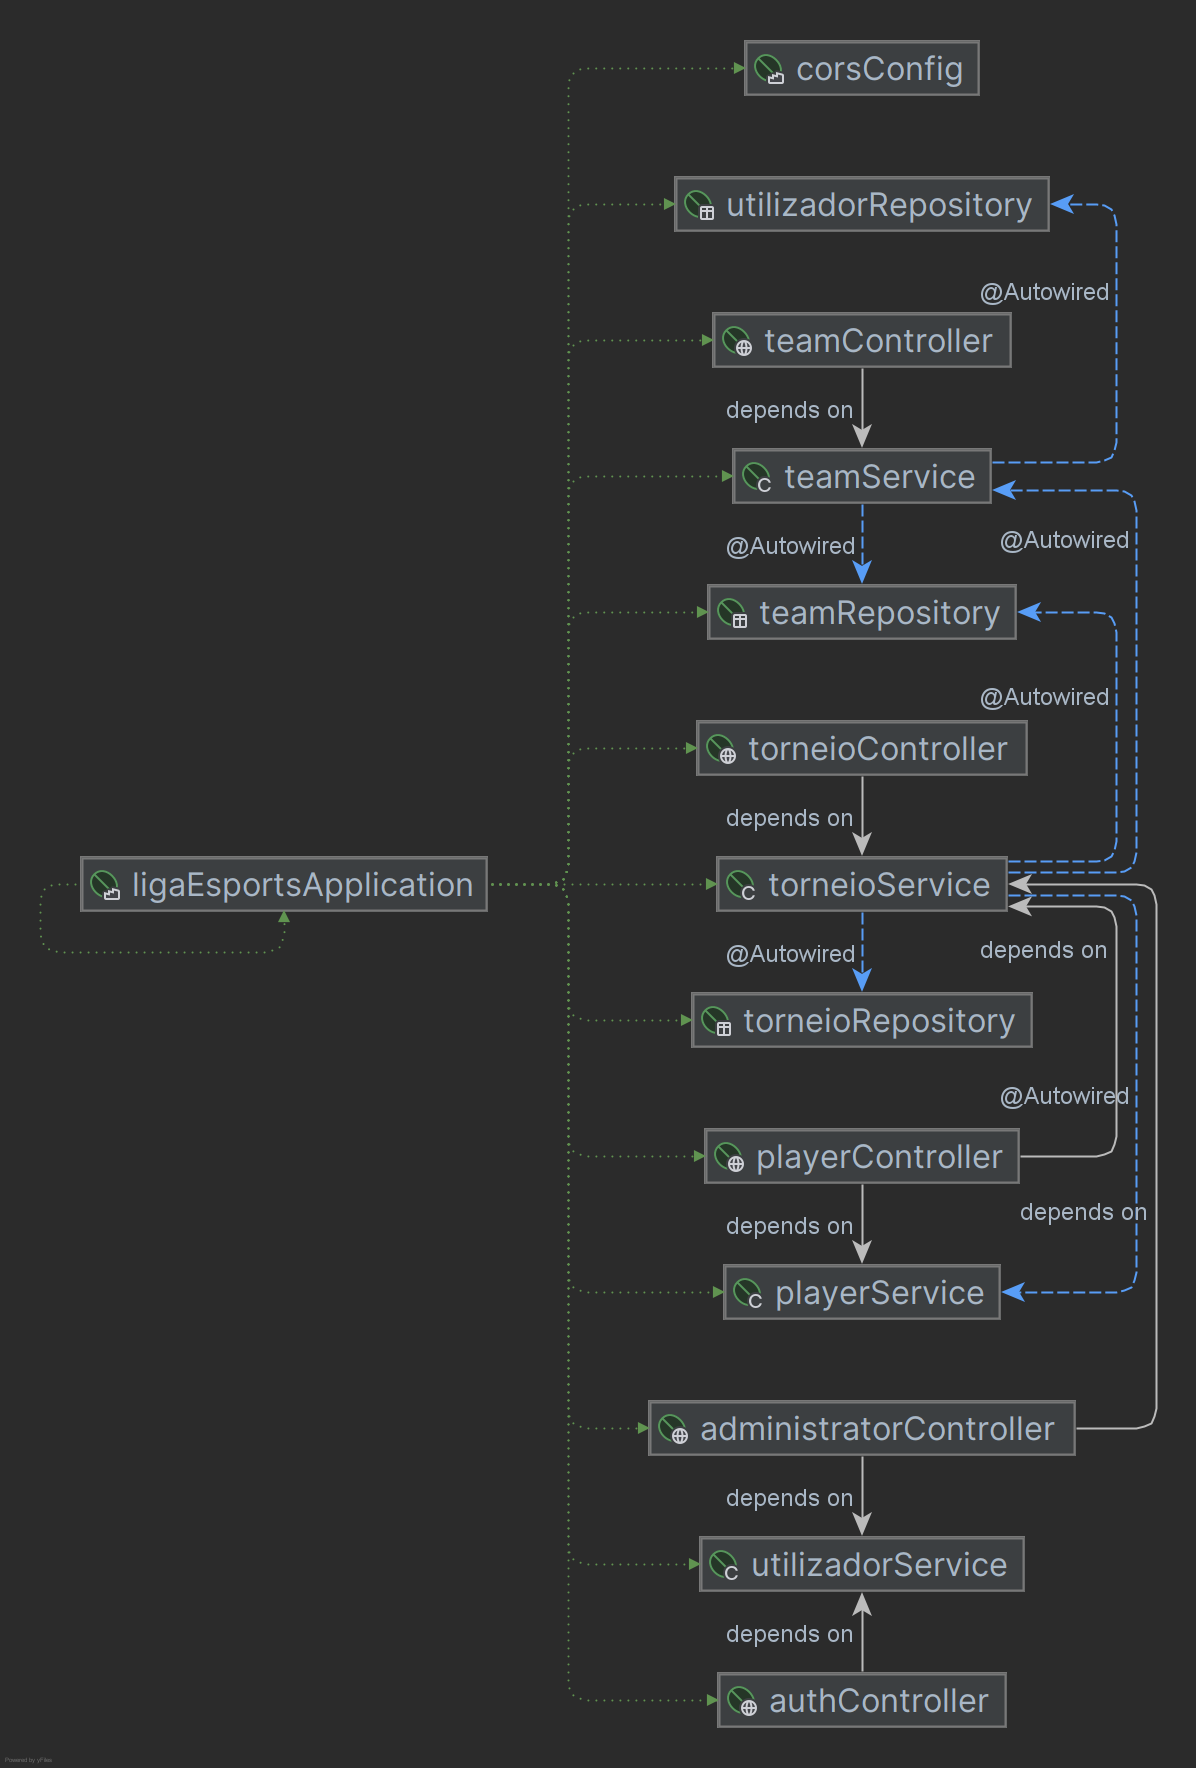 corsConfig
utilizadorRepository
@Autowired
teamController
depends on
teamService
@Autowired
@Autowired
teamRepository
@Autowired
torneioController
depends on
ligaEsportsApplication
torneioService
depends on
@Autowired
torneioRepository
@Autowired
playerController
depends on
depends on
playerService
administratorController
depends on
utilizadorService
depends on
authController
Powered by yFiles